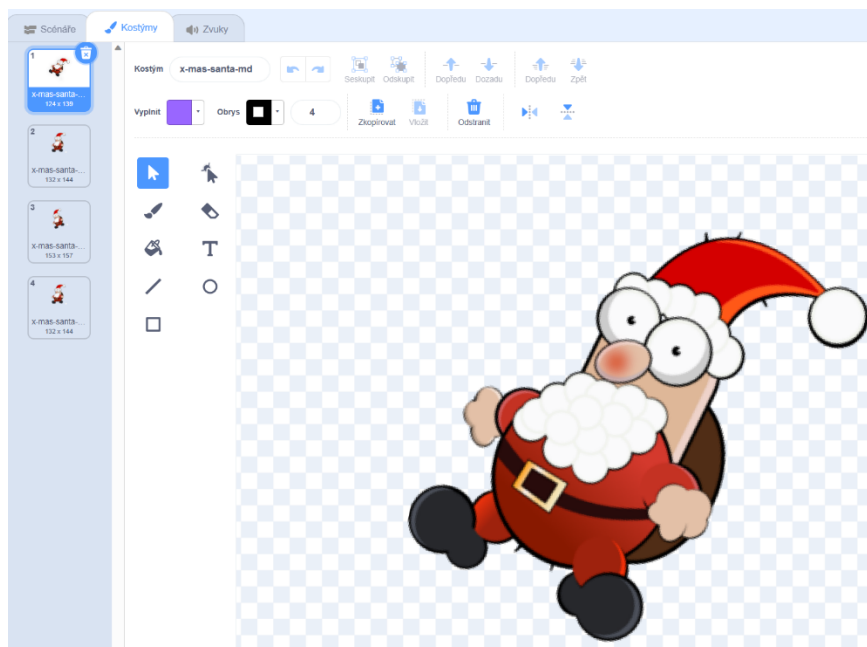 Scénáře Kostýmy Zvuky
1
x-mas-santa-...
124 x 139
2
x-mas-santa-...
132 x 144
3
x-mas-santa-...
153 x 157
4
x-mas-santa-...
132 x 144
Kostým x-mas-santa-md
Seskupit Odskupit Dopředu Dozadu Dopředu Zpět
Vyplnit Obrys 4
Zkopírovat Vložit Odstranit
T